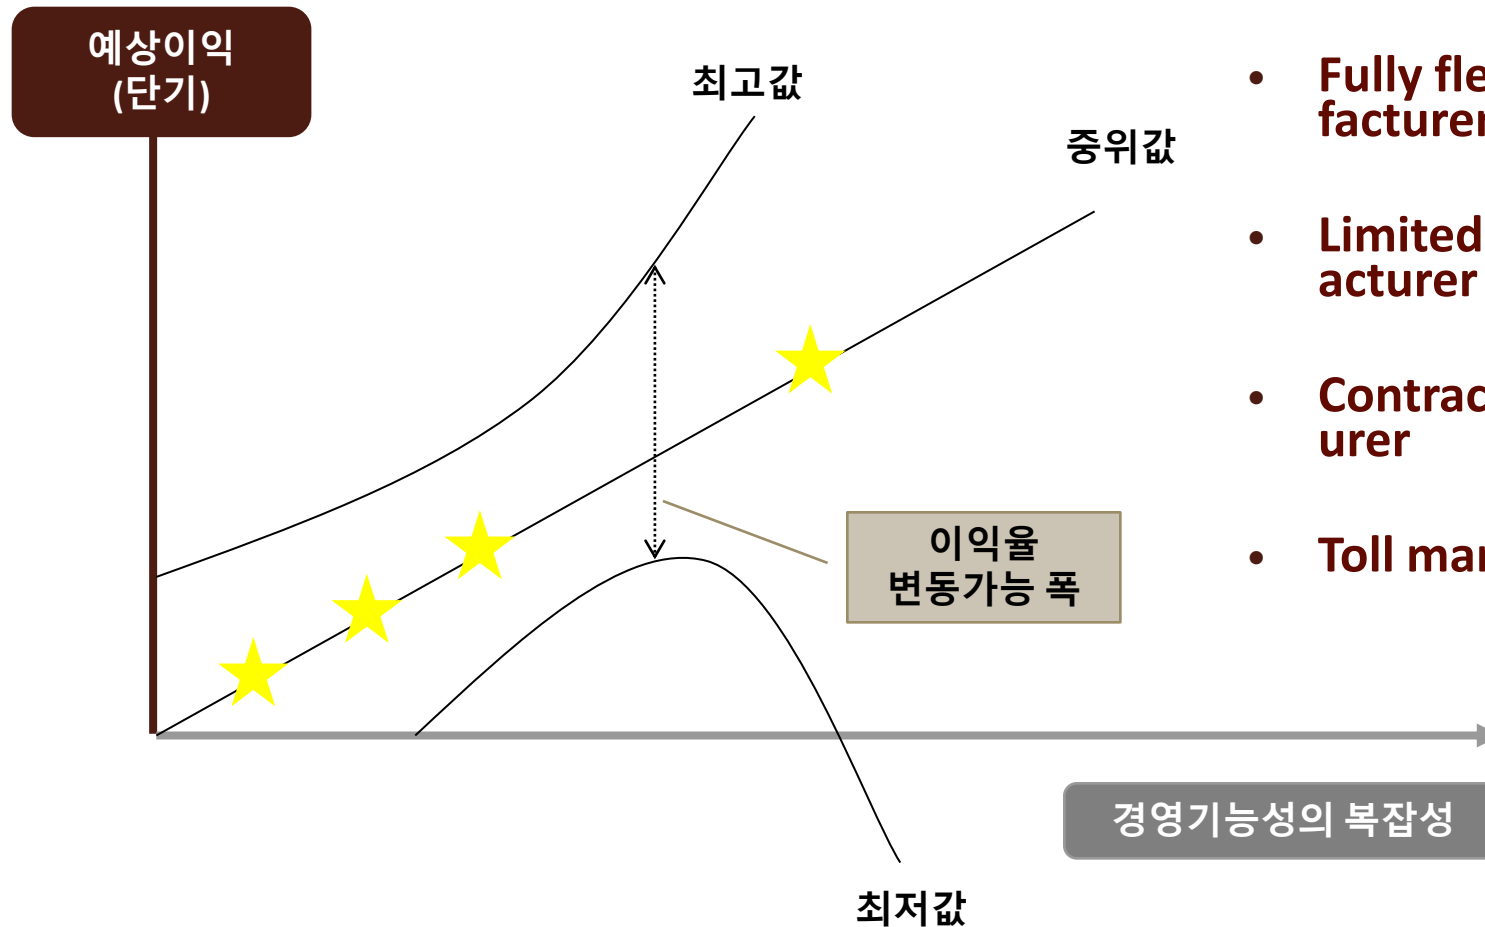 예상이익
(단기)
최고값
중위값
이익율
변동가능 폭
최저값
경영기능성의 복잡성
• Fully fle
facturer
• Limited
acturer
• Contrac
urer
• Toll mar